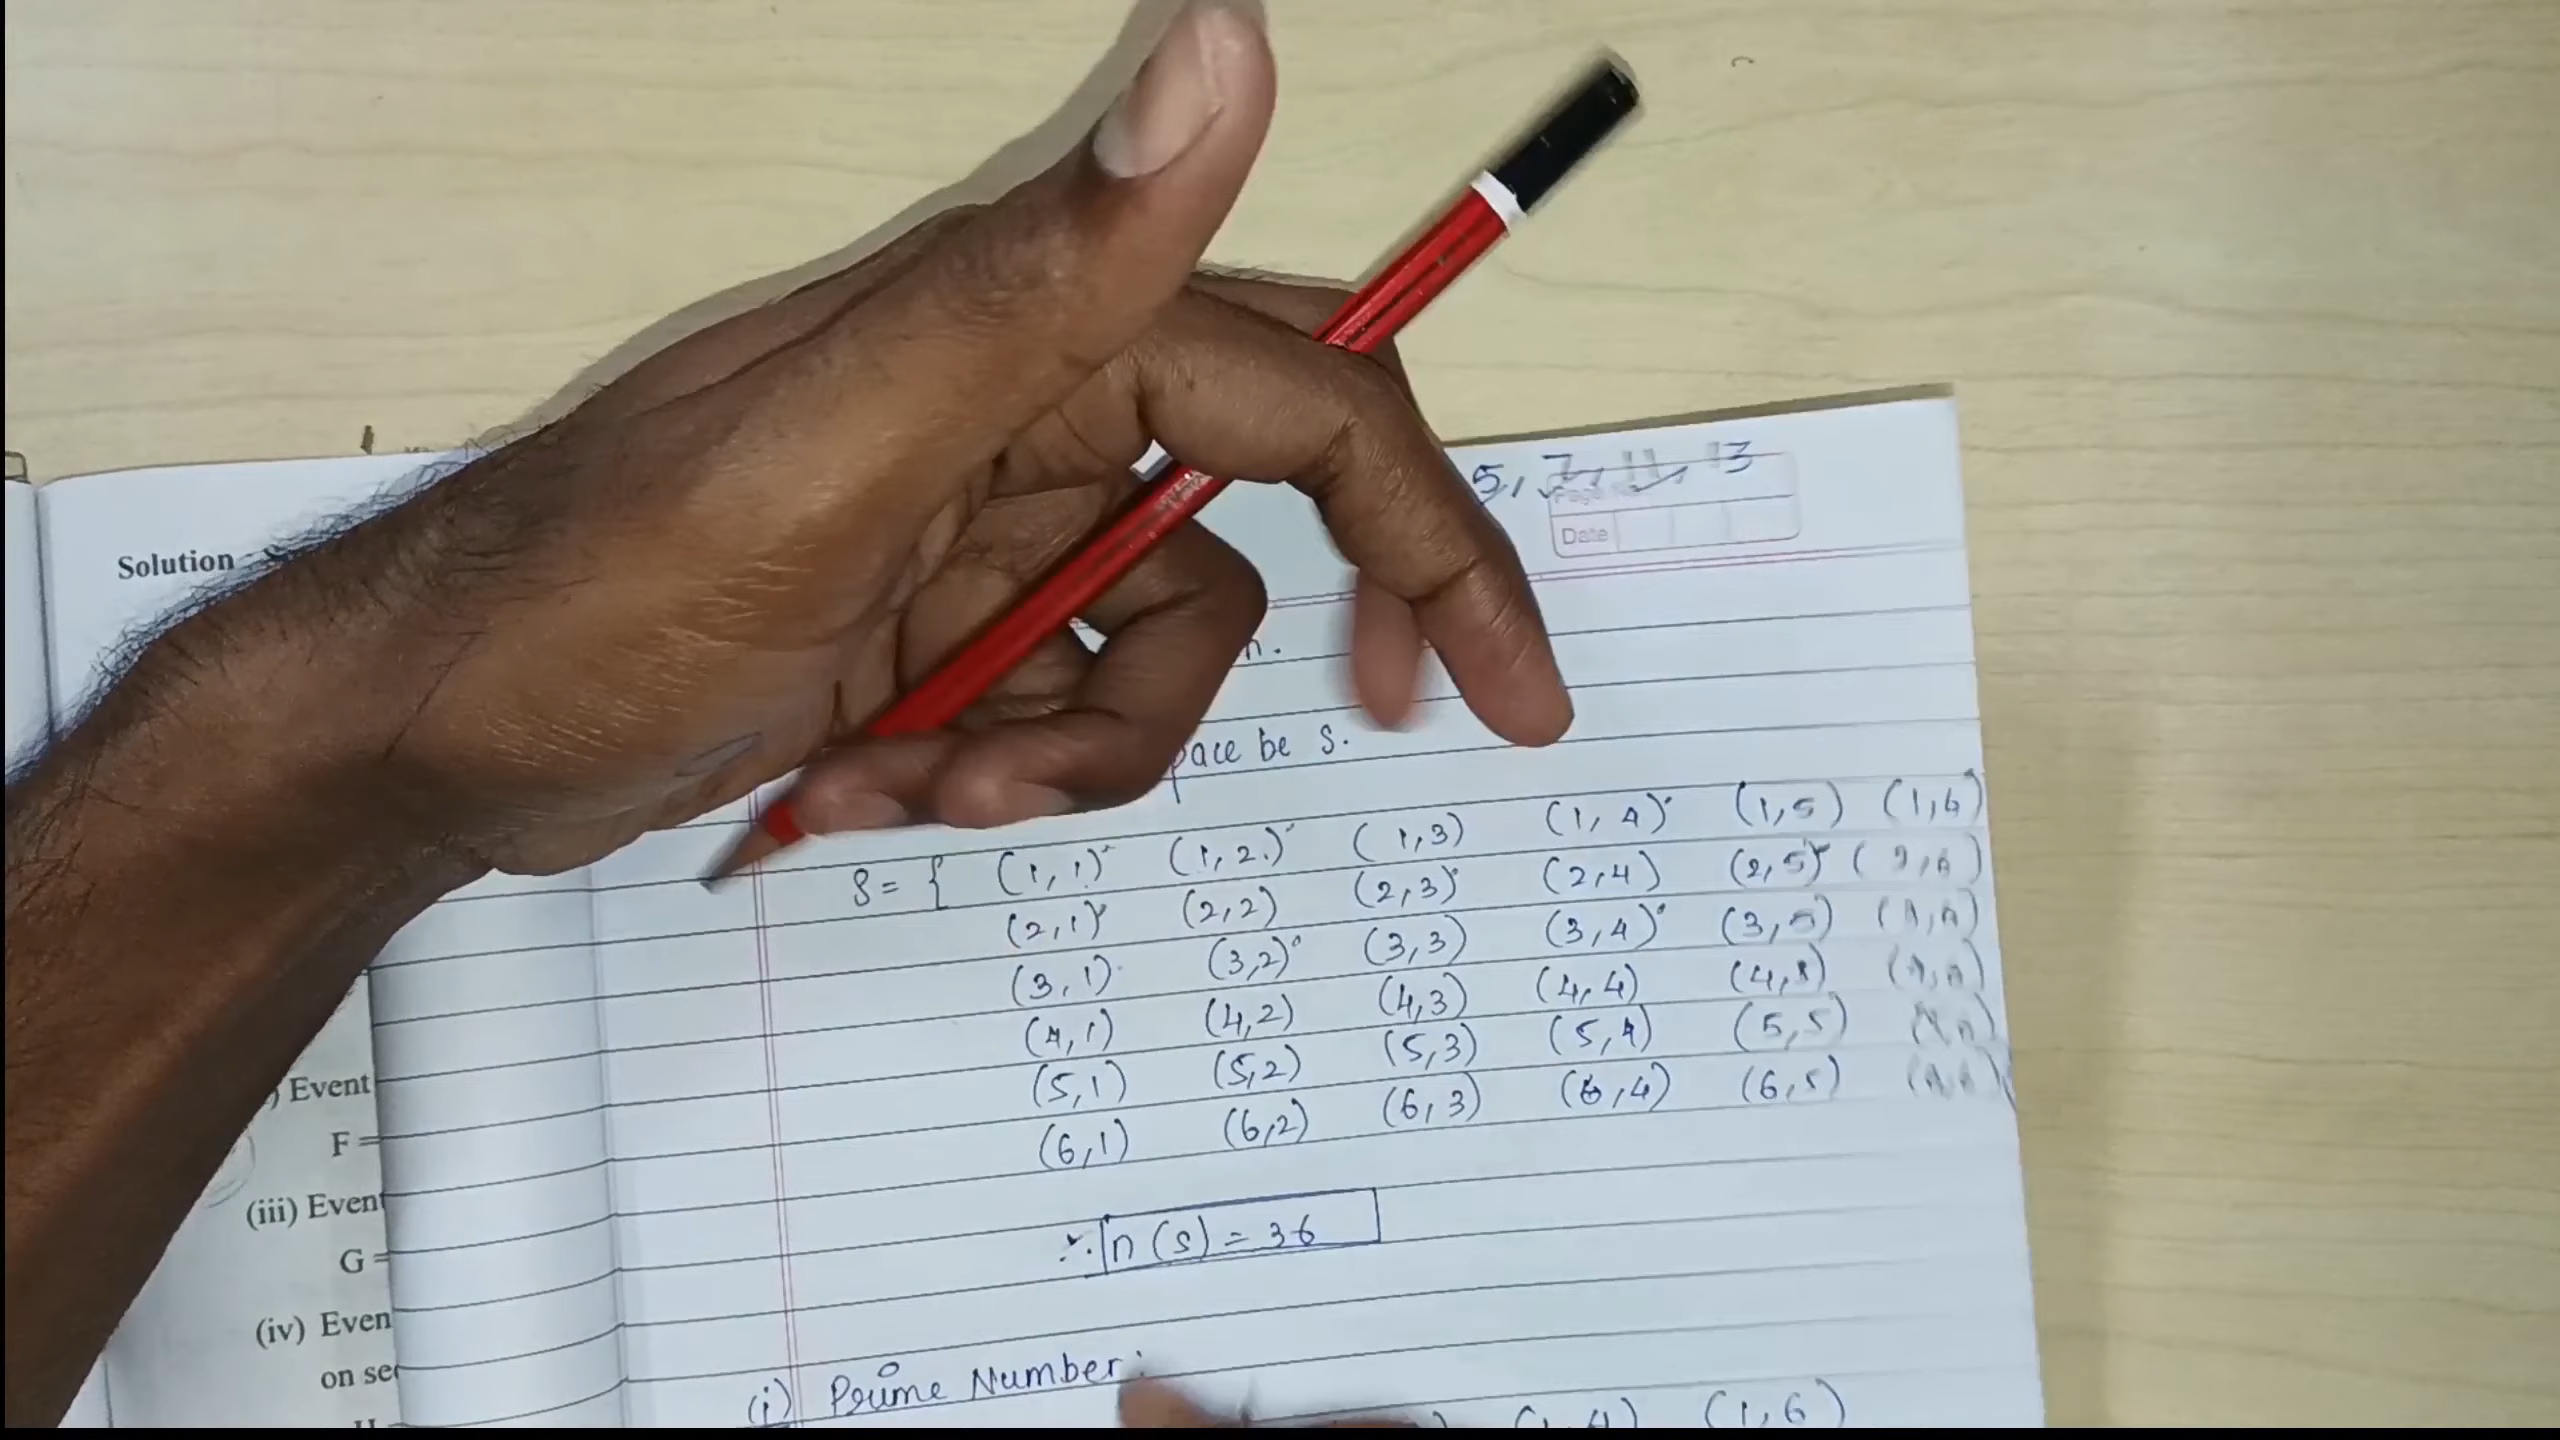 5, 7, 11, 13
Date
Solution
n.
pace be S.
S = { (1,1) (1,2) (1,3) (1,4) (1,5) (1,6)
(2,1) (2,2) (2,3) (2,4) (2,5)
(3,1) (3,2) (3,3) (3,4) (3,5)
(4,1) (4,2) (4,3) (4,4)
(5,1) (5,2) (5,3) (5,4) (5,5)
(6,1) (6,2) (6,3) (6,4) (6,5)
∴ n(s) = 36
(i) Prime Number:
(1,6)
) Event
F =
(iii) Event
G =
(iv) Even
on sec